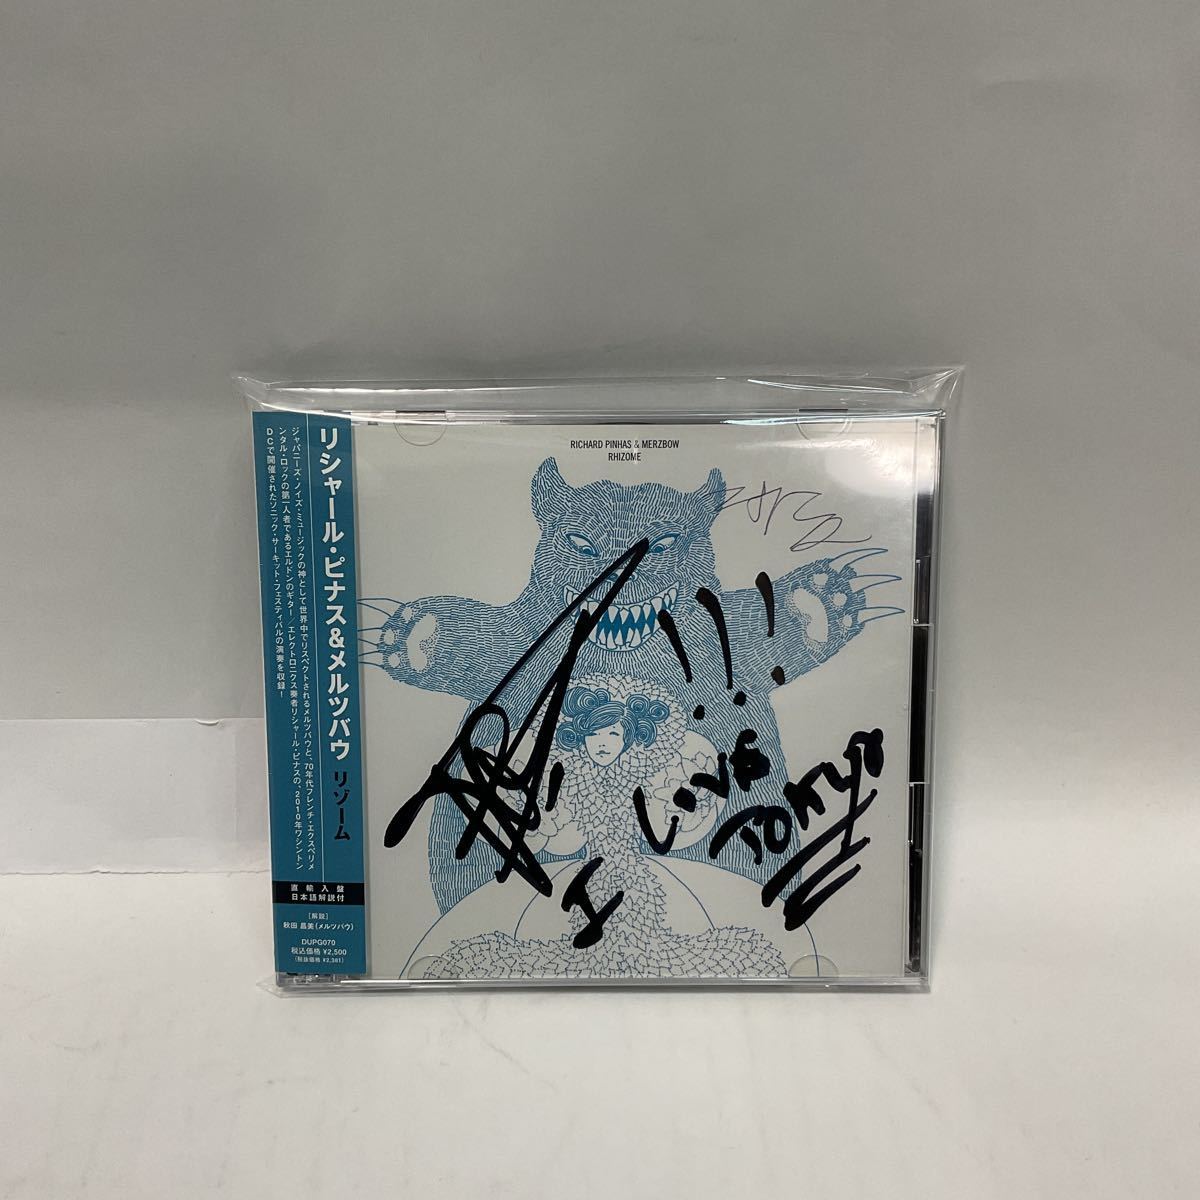 リシャール・ピナス&メルツバウ リゾーム
ジャパニーズ・ノイズ・ミュージックの神として世界中でリスペクトされるメルツバウと、70年代フレンチ・エクスペリメ
ンタル・ロックの第一人者であるエルドンのギター/エレクトロニクス奏者リシャール・ピナスの、2010年ワシントン
DCで開催されたソニック・サーキット・フェスティバルの演奏を収録!
直輸入盤
日本語解説付
[解説]
秋田 昌美(メルツバウ)
DUPG070
税込価格 ¥2,500
(税抜価格 ¥2,381)
RICHARD PINHAS & MERZBOW
RHIZOME
!!!
I LIVE
TOKYO